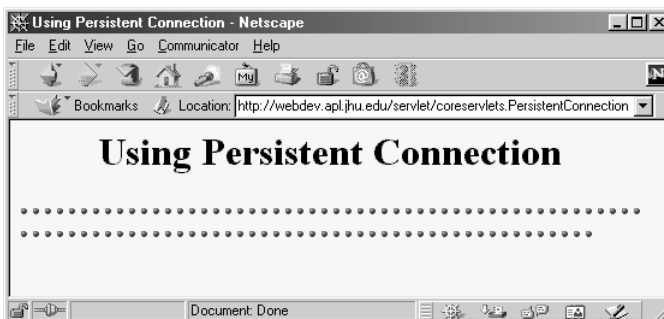 Using Persistent Connection - Netscape
File Edit View Go Communicator Help
My
N
Bookmarks Location: http://webdev.apl.jhu.edu/servlet/coreservlets.PersistentConnection
Using Persistent Connection
Document: Done